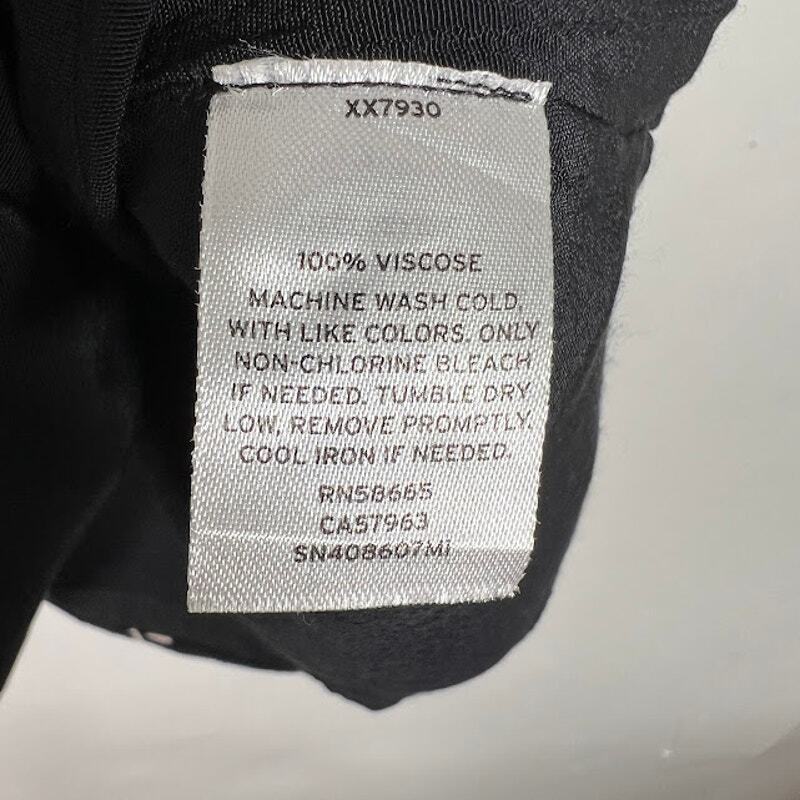 XX7930
100% VISCOSE
MACHINE WASH COLD,
WITH LIKE COLORS. ONLY
NON-CHLORINE BLEACH
IF NEEDED. TUMBLE DRY
LOW, REMOVE PROMPTLY.
COOL IRON IF NEEDED.
RN58665
CA57963
SN408607Mi